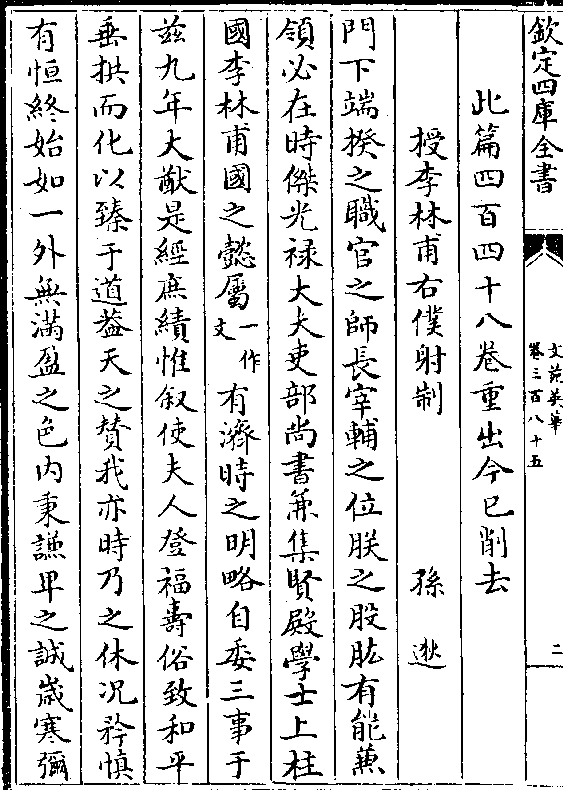 欽定四庫全書
文苑英華
卷三百八十五
二
此篇四百四十八卷重出今已削去
授李林甫右僕射制 孫逖
門下端揆之職官之師長宰輔之位朕之股肱有能兼
領必在時傑光祿大夫吏部尚書兼集賢殿學士上柱
國李林甫國之懿屬一作文有濟時之明略自委三事于
兹九年大猷是經庶績惟叙使夫人登福壽俗致和平
垂拱而化以臻于道葢天之賛我亦時乃之休况矜慎
有恒終始如一外無滿盈之色内秉謙卑之誠嵗寒彌